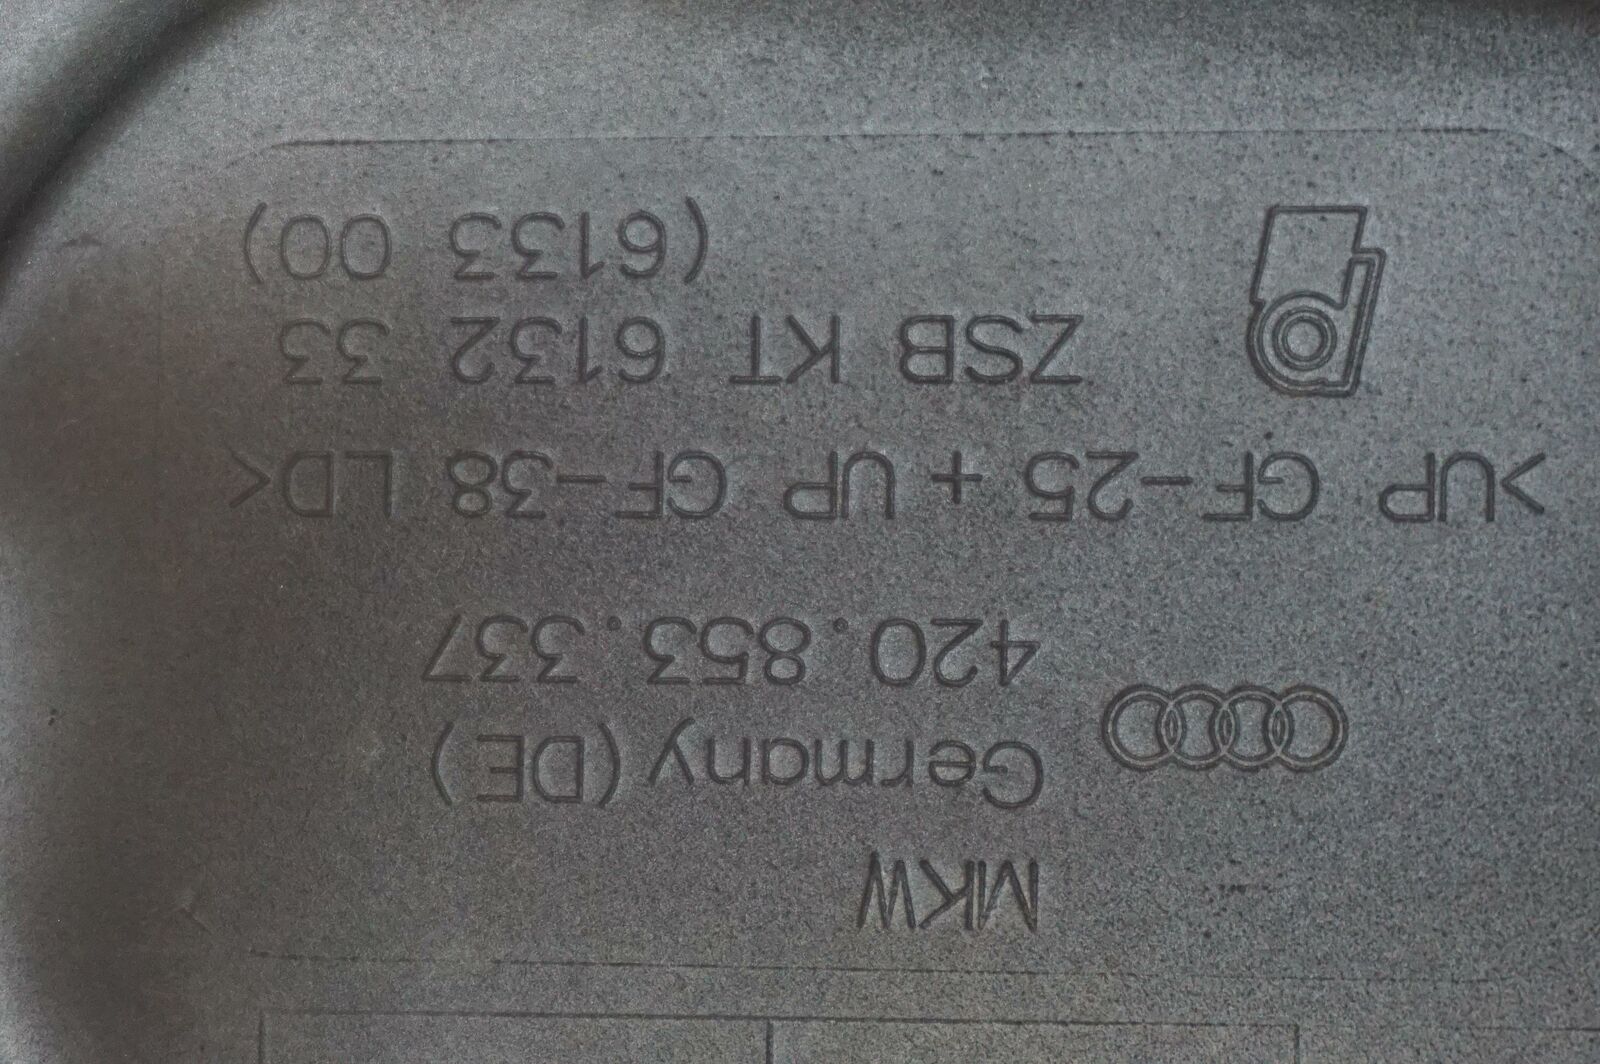 MKW
Germany (DE)
420.853.337
>UP GF-25 + UP GF-38 LD<
ZSB KT 6132 33
(6133 00)